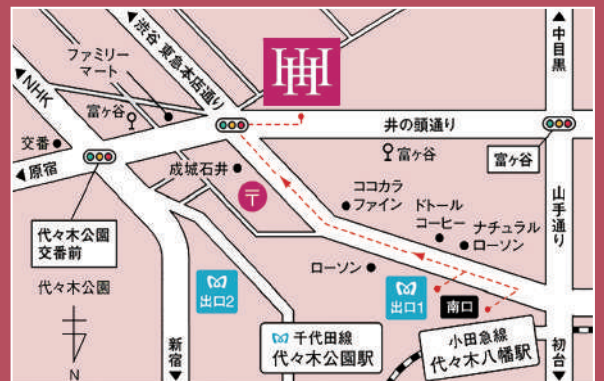 ▲中目黒
渋谷 東急本店通り
ファミリー
マート
HH
◀NHK
富ヶ谷
井の頭通り
交番
◀原宿
成城石井
富ヶ谷
富ヶ谷
〒
ココカラ
ファイン
ドトール
コーヒー
ナチュラル
ローソン
山手通り
代々木公園
交番前
代々木公園
ローソン
出口2
出口1
南口
千代田線
代々木公園駅
小田急線
代々木八幡駅
新宿▼
初台▼
N